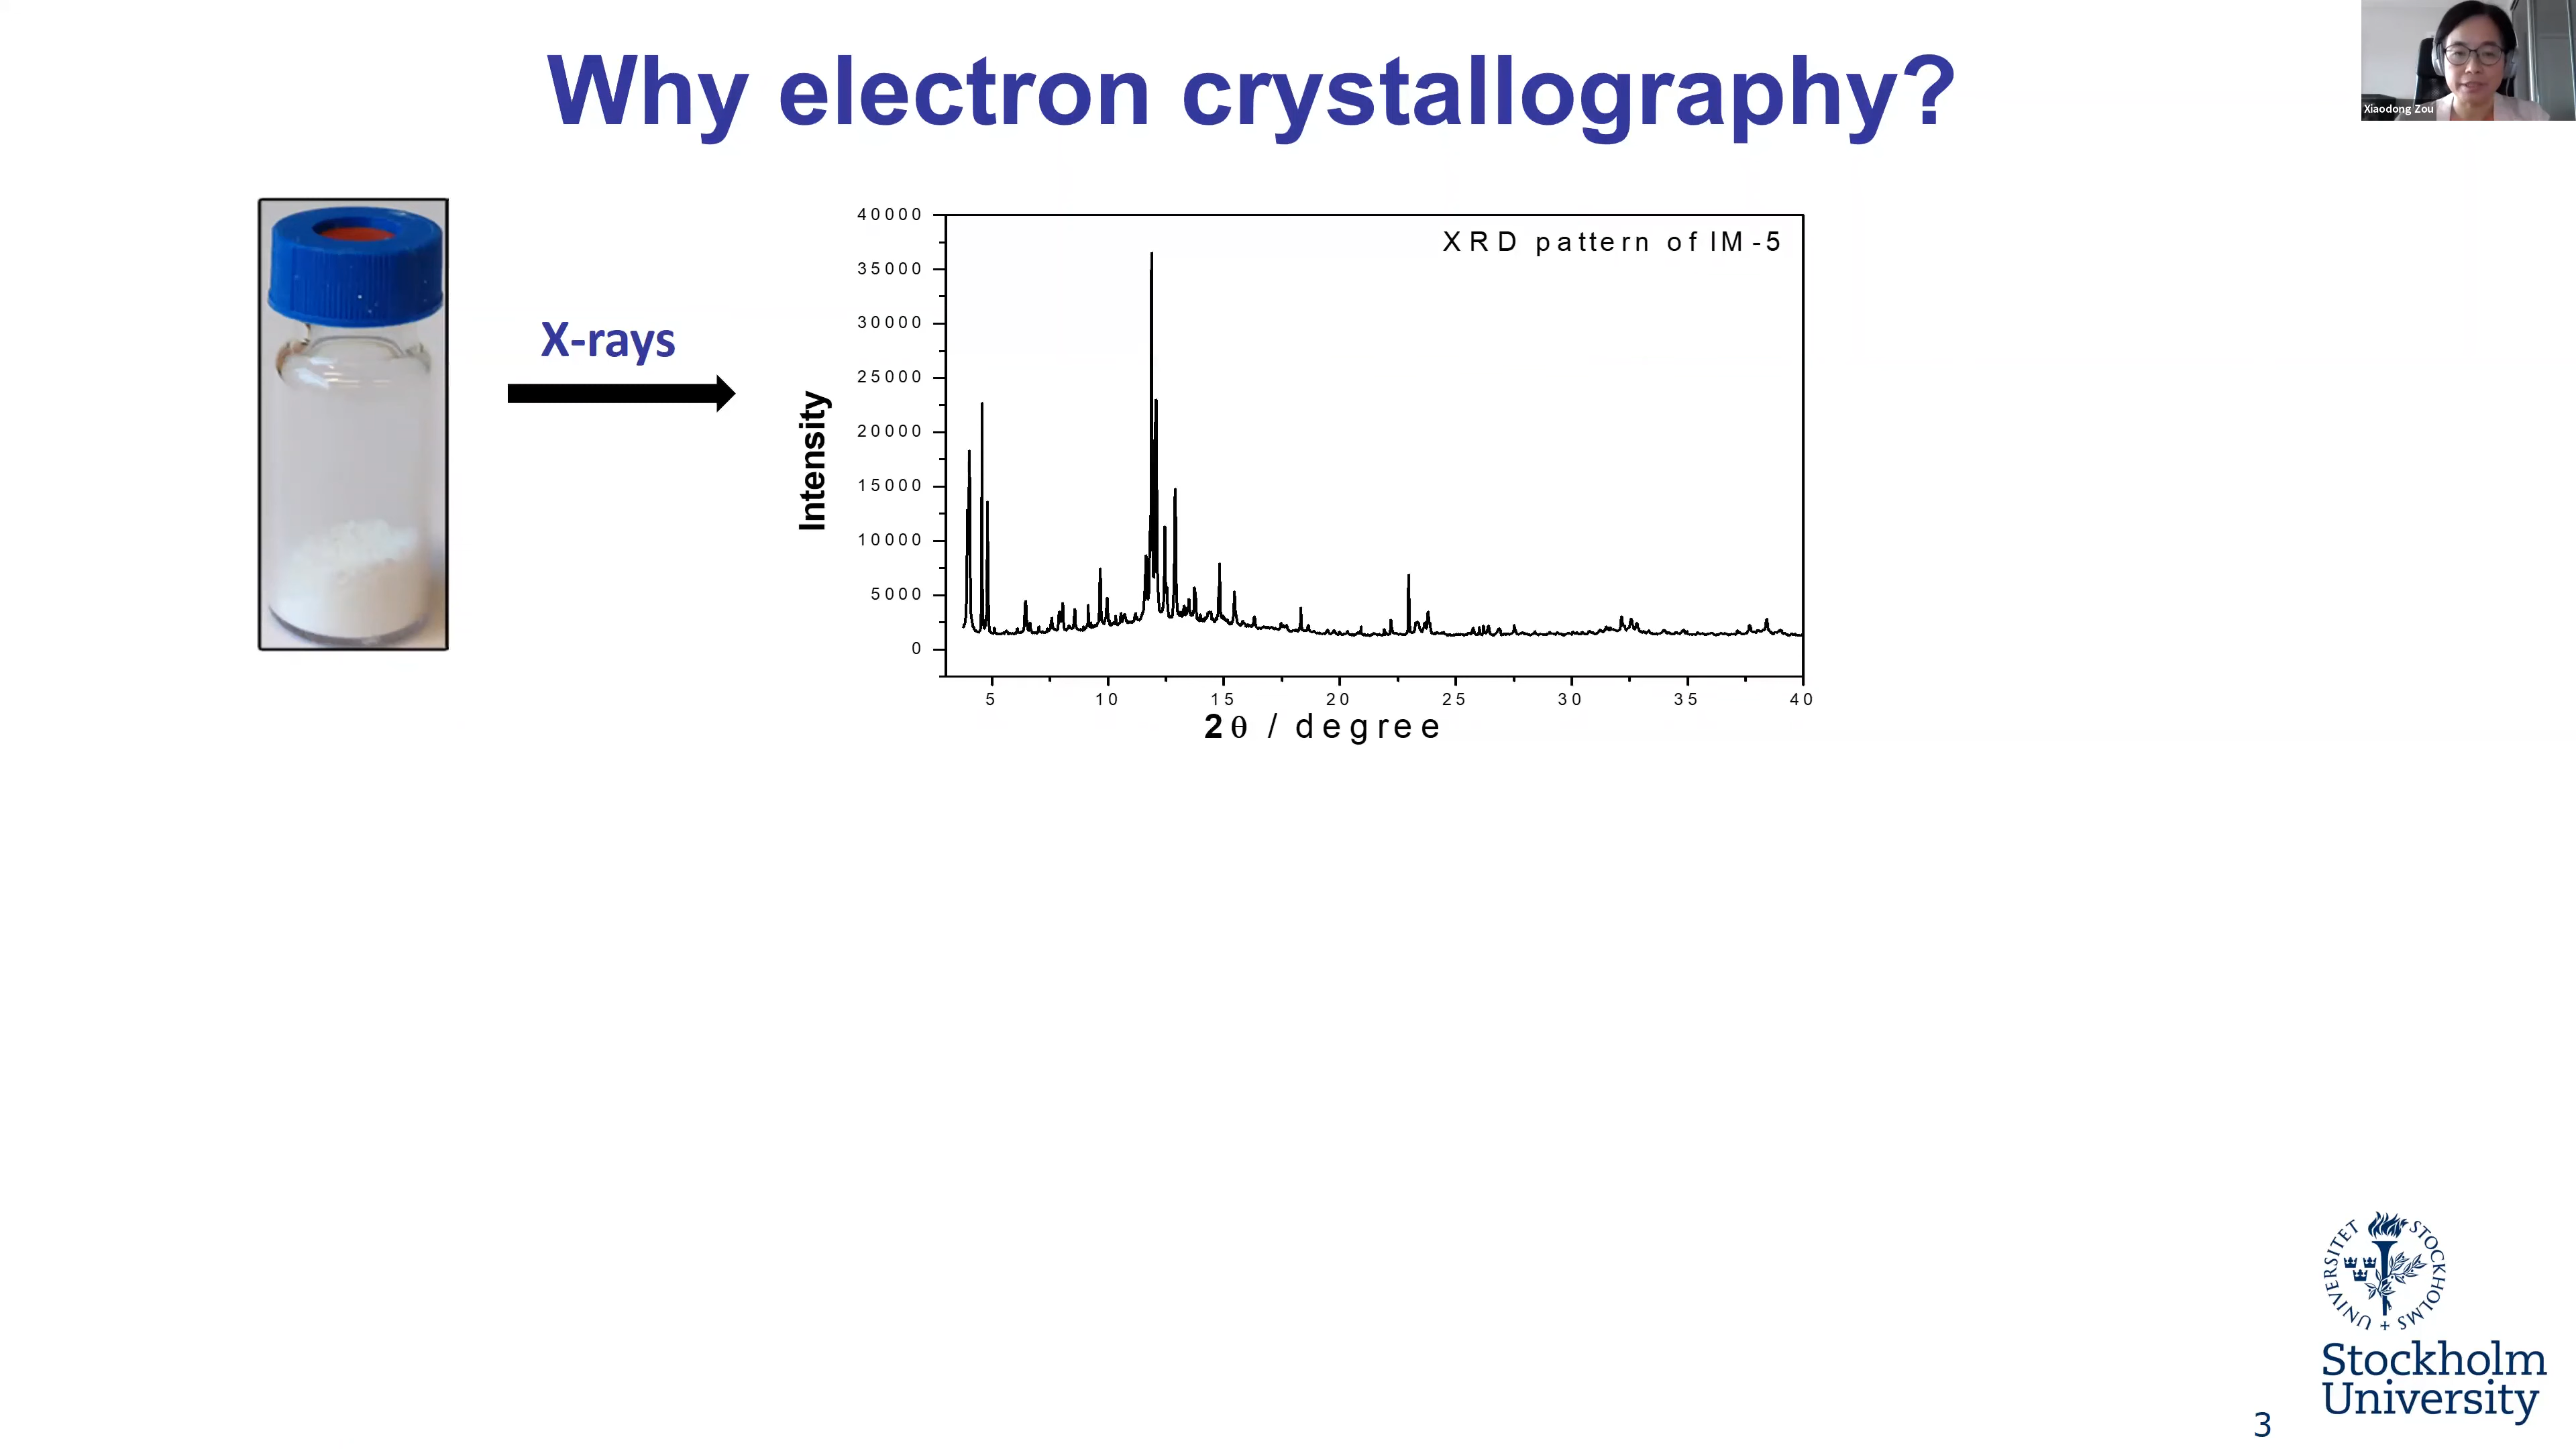 Why electron crystallography?
Xiaodong Zou
X-rays
XRD pattern of IM-5
Intensity
40000
35000
30000
25000
20000
15000
10000
5000
0
5 10 15 20 25 30 35 40
2θ / degree
STOCKHOLMS + UNIVERSITET
Stockholm
University
3